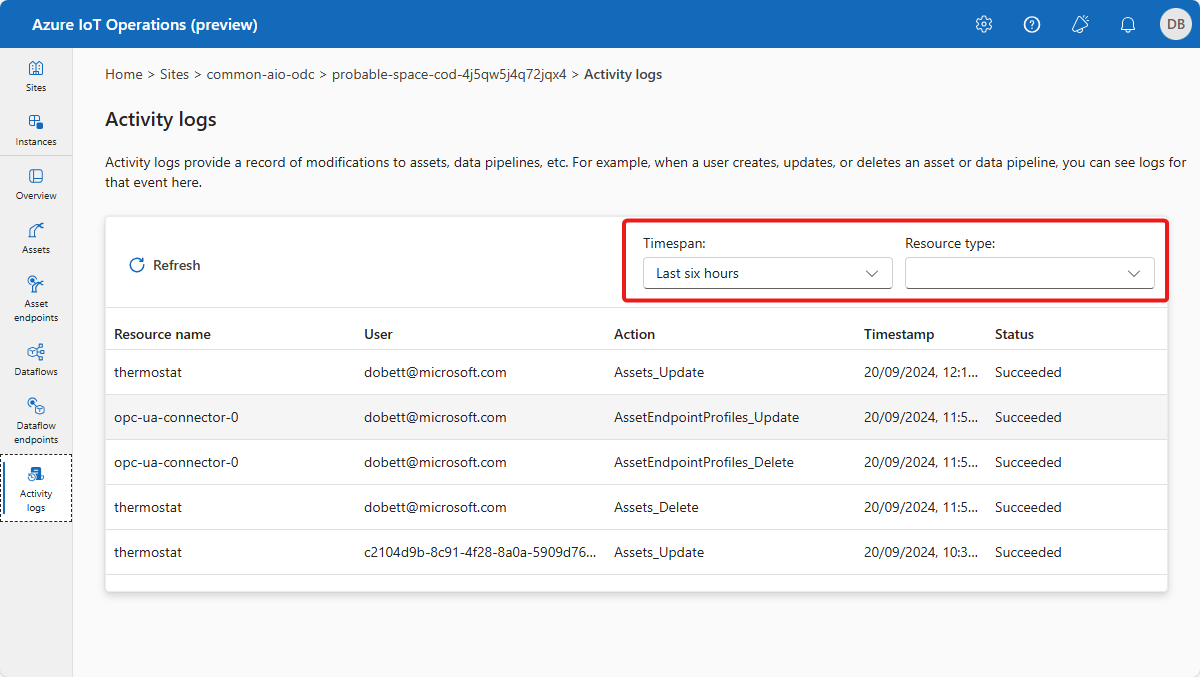 Azure IoT Operations (preview)
DB
Sites
Instances
Overview
Assets
Asset
endpoints
Dataflows
Dataflow
endpoints
Activity
logs
Home > Sites > common-aio-odc > probable-space-cod-4j5qw5j4q72jqx4 > Activity logs
Activity logs
Activity logs provide a record of modifications to assets, data pipelines, etc. For example, when a user creates, updates, or deletes an asset or data pipeline, you can see logs for
that event here.
Refresh
Timespan:
Last six hours
Resource type:
Resource name User Action Timestamp Status
thermostat dobett@microsoft.com Assets_Update 20/09/2024, 12:1... Succeeded
opc-ua-connector-0 dobett@microsoft.com AssetEndpointProfiles_Update 20/09/2024, 11:5... Succeeded
opc-ua-connector-0 dobett@microsoft.com AssetEndpointProfiles_Delete 20/09/2024, 11:5... Succeeded
thermostat dobett@microsoft.com Assets_Delete 20/09/2024, 11:5... Succeeded
thermostat c2104d9b-8c91-4f28-8a0a-5909d76... Assets_Update 20/09/2024, 10:3... Succeeded